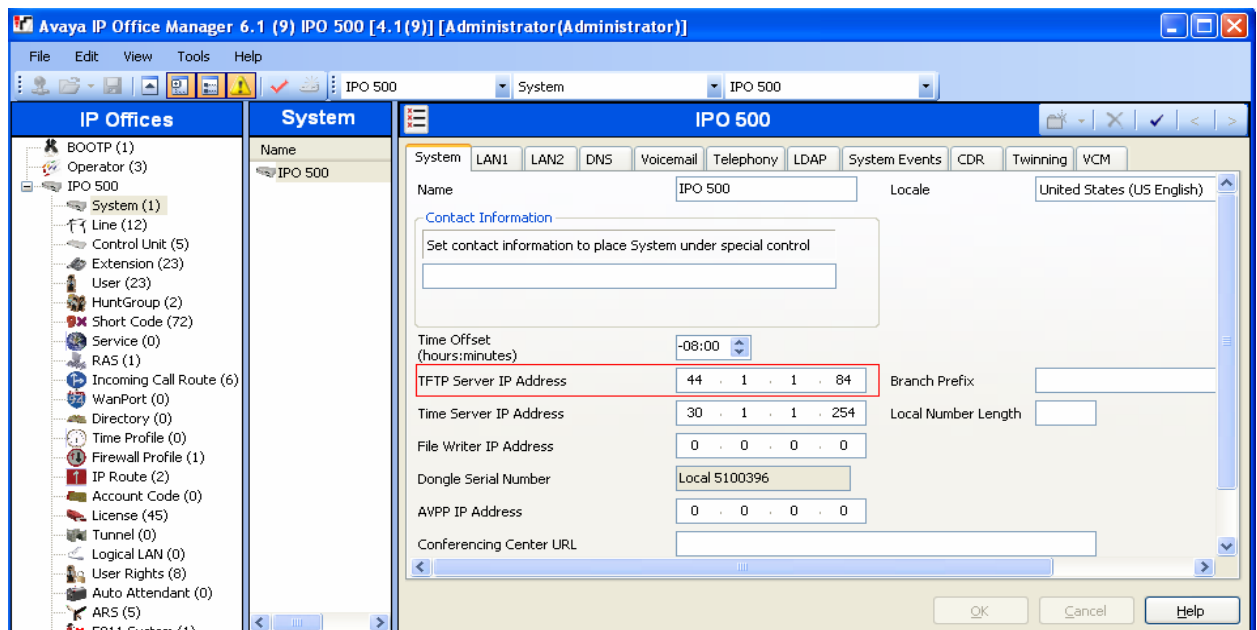 Avaya IP Office Manager 6.1 (9) IPO 500 [4.1(9)] [Administrator(Administrator)]
File Edit View Tools Help
IPO 500 System IPO 500
IP Offices
BOOTP (1)
Operator (3)
IPO 500
System (1)
Line (12)
Control Unit (5)
Extension (23)
User (23)
HuntGroup (2)
Short Code (72)
Service (0)
RAS (1)
Incoming Call Route (6)
WanPort (0)
Directory (0)
Time Profile (0)
Firewall Profile (1)
IP Route (2)
Account Code (0)
License (45)
Tunnel (0)
Logical LAN (0)
User Rights (8)
Auto Attendant (0)
ARS (5)
E911 System (1)
System
Name
IPO 500
IPO 500
System LAN1 LAN2 DNS Voicemail Telephony LDAP System Events CDR Twinning VCM
Name IPO 500 Locale United States (US English)
Contact Information
Set contact information to place System under special control
Time Offset
(hours:minutes) -08:00
TFTP Server IP Address 44 . 1 . 1 . 84 Branch Prefix
Time Server IP Address 30 . 1 . 1 . 254 Local Number Length
File Writer IP Address 0 . 0 . 0 . 0
Dongle Serial Number Local 5100396
AVPP IP Address 0 . 0 . 0 . 0
Conferencing Center URL
OK Cancel Help